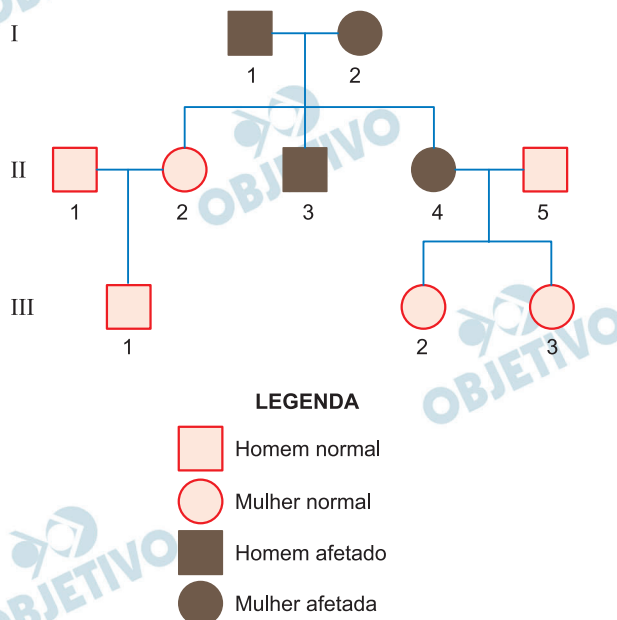 I
1 2
OBJETIVO
II
1 2 3 4 5
III
1 2 3
OBJETIVO
LEGENDA
Homem normal
Mulher normal
Homem afetado
OBJETIVO
Mulher afetada